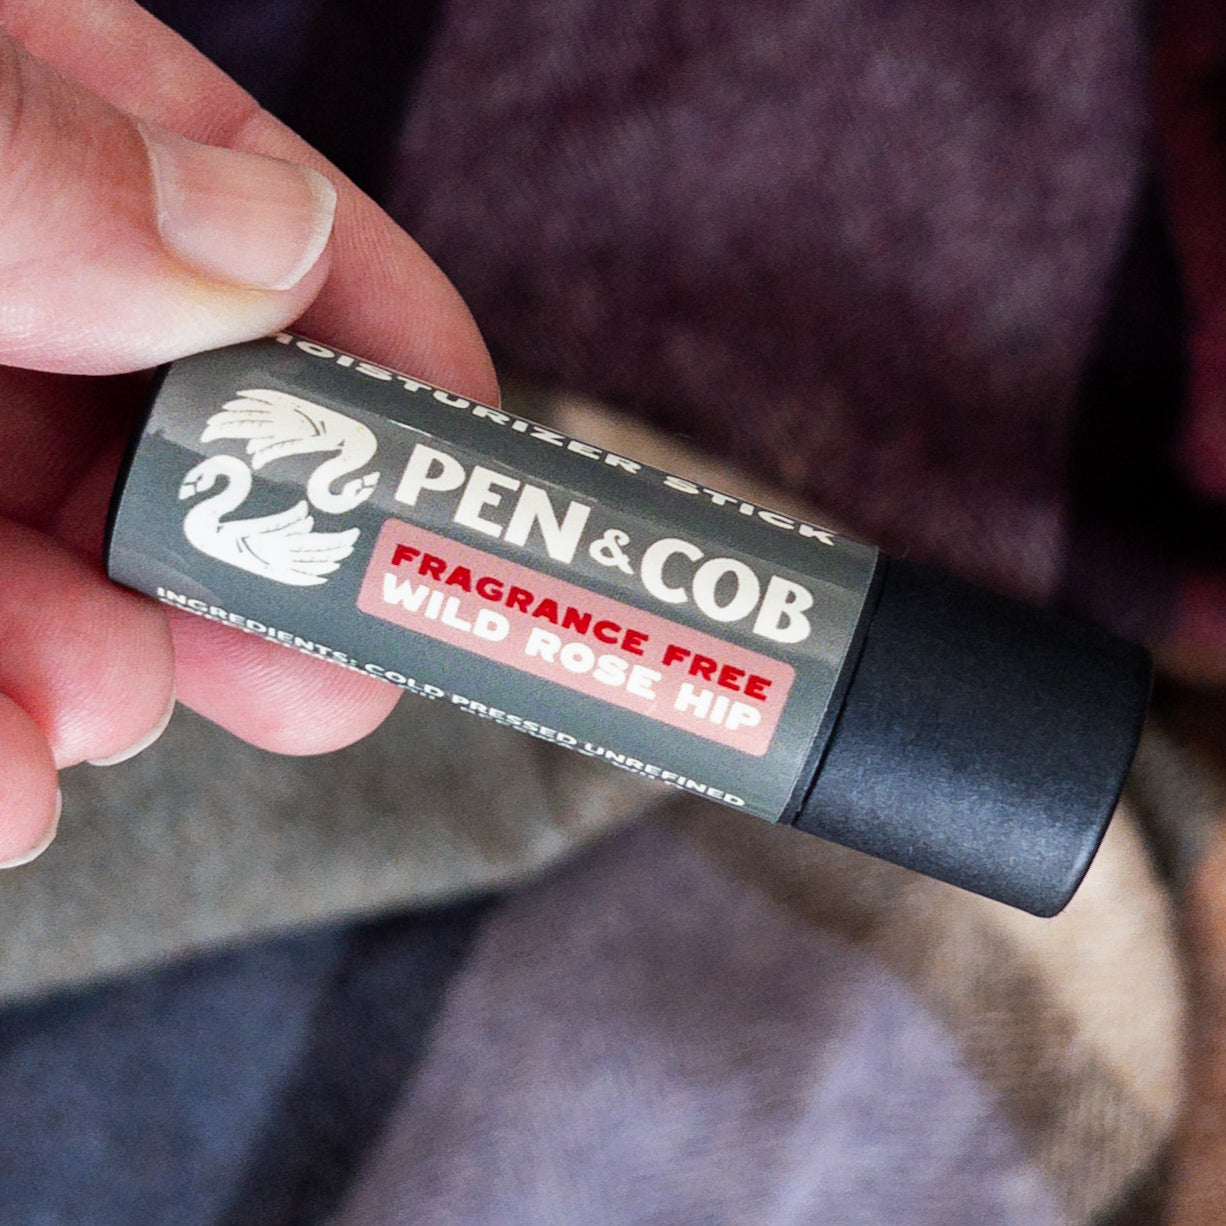 MOISTURIZER STICK
PEN & COB
FRAGRANCE FREE
WILD ROSE HIP
INGREDIENTS: COLD PRESSED UNREFINED